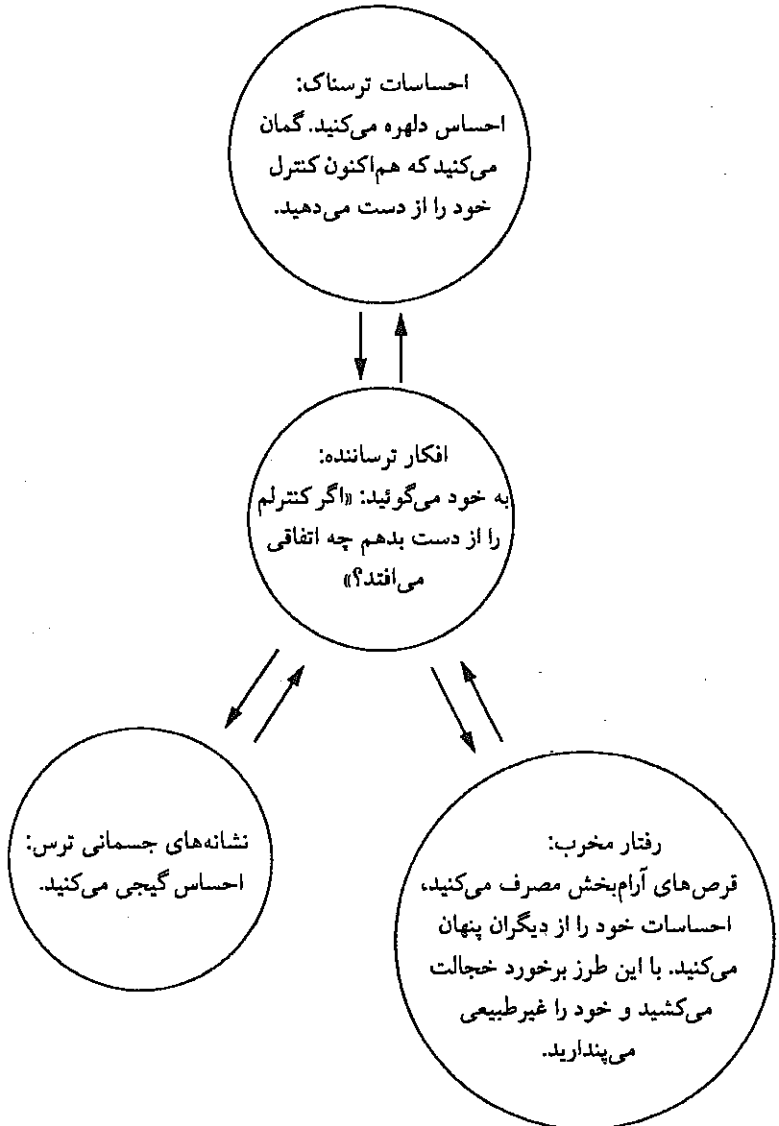 احساسات ترسناک:
احساس دلهره می‌کنید. گمان
می‌کنید که هم‌اکنون کنترل
خود را از دست می‌دهید.
افکار ترساننده:
به خود می‌گوئید: «اگر کنترلم
را از دست بدهم چه اتفاقی
می‌افتد؟»
نشانه‌های جسمانی ترس:
احساس گیجی می‌کنید.
رفتار مخرب:
قرص‌های آرام‌بخش مصرف می‌کنید،
احساسات خود را از دیگران پنهان
می‌کنید. با این طرز برخورد خجالت
می‌کشید و خود را غیرطبیعی
می‌پندارید.